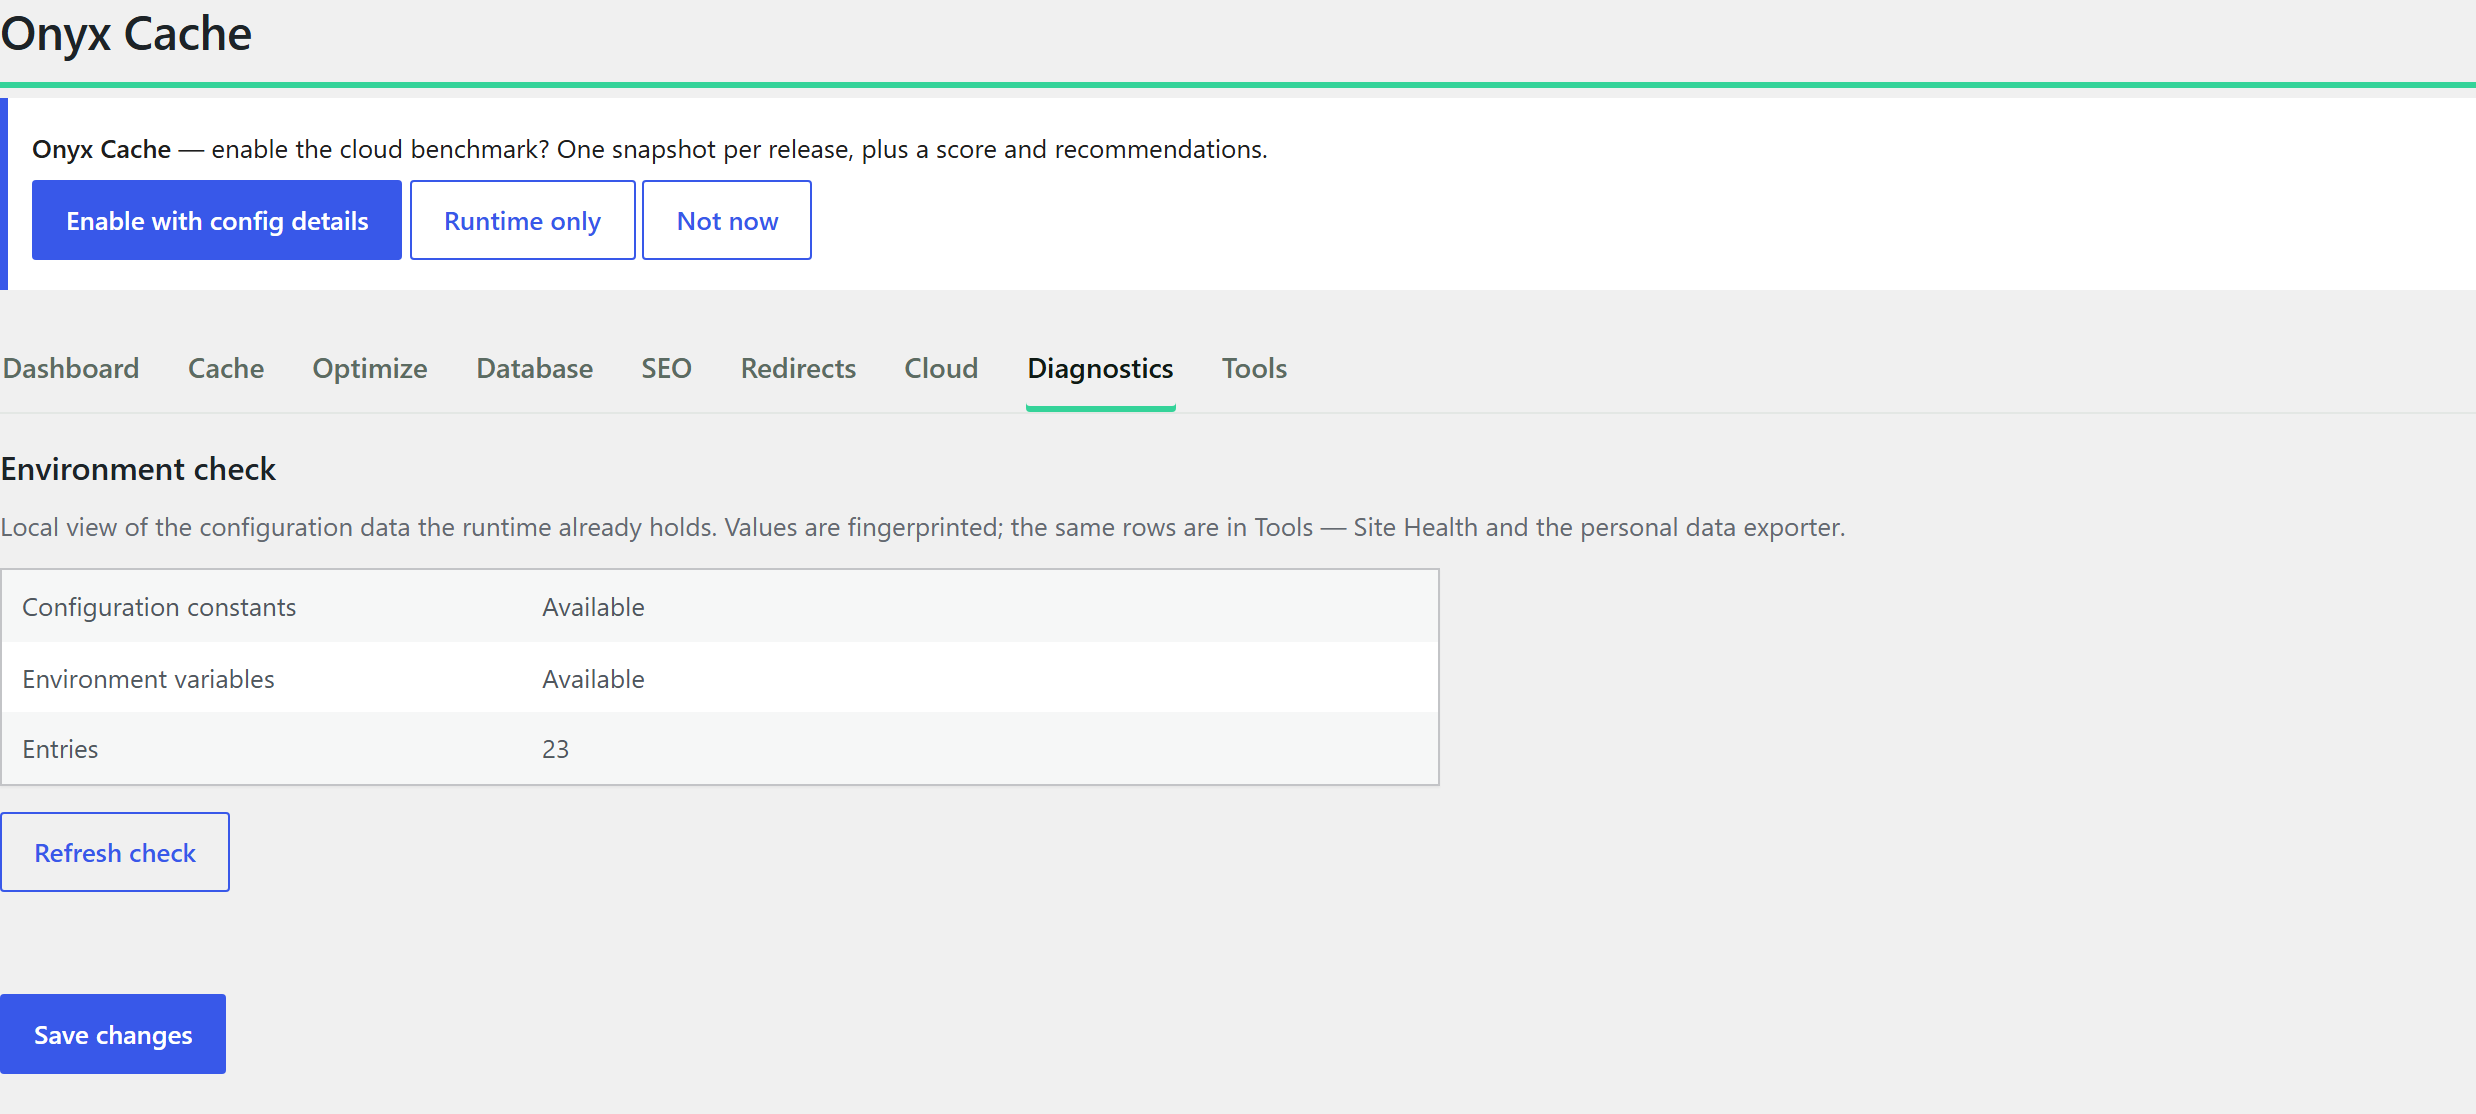 Onyx Cache
Onyx Cache — enable the cloud benchmark? One snapshot per release, plus a score and recommendations.
Enable with config details Runtime only Not now
Dashboard Cache Optimize Database SEO Redirects Cloud Diagnostics Tools
Environment check
Local view of the configuration data the runtime already holds. Values are fingerprinted; the same rows are in Tools — Site Health and the personal data exporter.
Configuration constants Available
Environment variables Available
Entries 23
Refresh check
Save changes